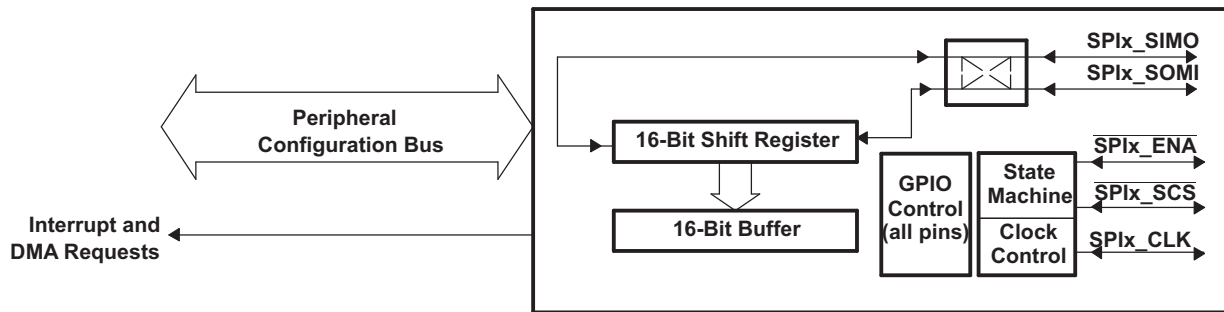 Peripheral
Configuration Bus
Interrupt and
DMA Requests
16-Bit Shift Register
16-Bit Buffer
GPIO
Control
(all pins)
State
Machine
Clock
Control
SPIx_SIMO
SPIx_SOMI
SPIx_ENA
SPIx_SCS
SPIx_CLK